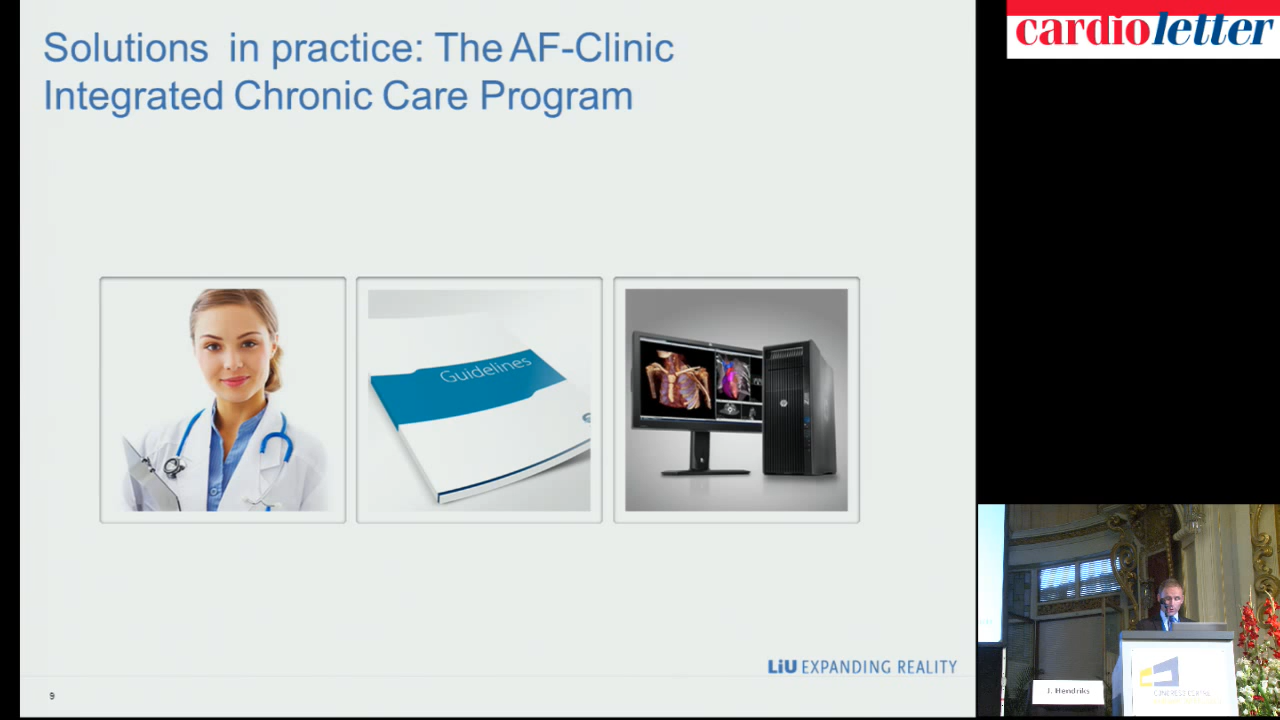 Solutions in practice: The AF-Clinic
Integrated Chronic Care Program
cardioletter
Guidelines
LiU EXPANDING REALITY
9
J. Hendriks